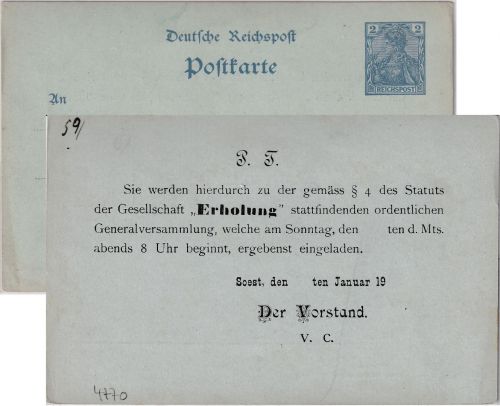 Deutsche Reichspost
Postkarte
2 2
REICHSPOST
An
59/
P. T.
Sie werden hierdurch zu der gemäss § 4 des Statuts
der Gesellschaft „Erholung“ stattfindenden ordentlichen
Generalversammlung, welche am Sonntag, den ten d. Mts.
abends 8 Uhr beginnt, ergebenst eingeladen.
Soest, den ten Januar 19
Der Vorstand.
V. C.
4770